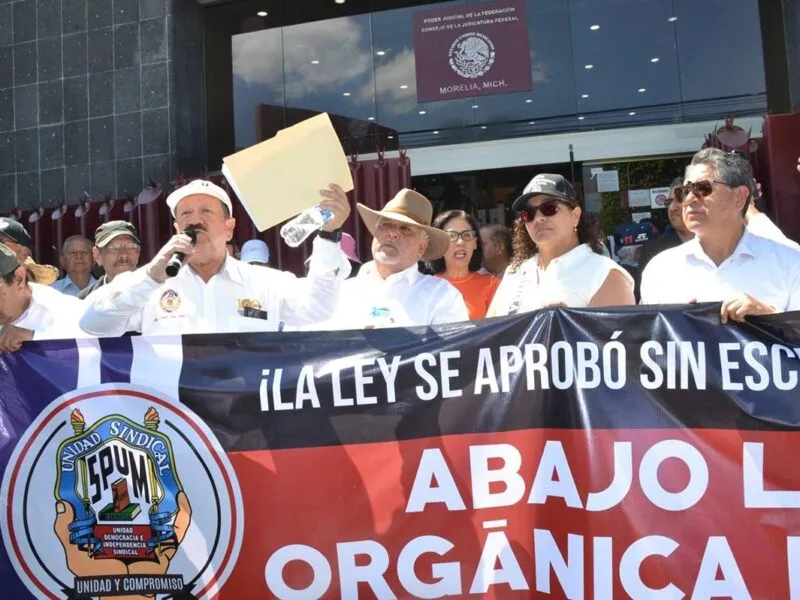 PODER JUDICIAL DE LA FEDERACIÓN
CONSEJO DE LA JUDICATURA FEDERAL
MORELIA, MICH.
¡LA LEY SE APROBÓ SIN ESC
ABAJO L
ORGÁNICA
UNIDAD SINDICAL
SPUM
UNIDAD
DEMOCRACIA E
INDEPENDENCIA
SINDICAL
UNIDAD Y COMPROMISO